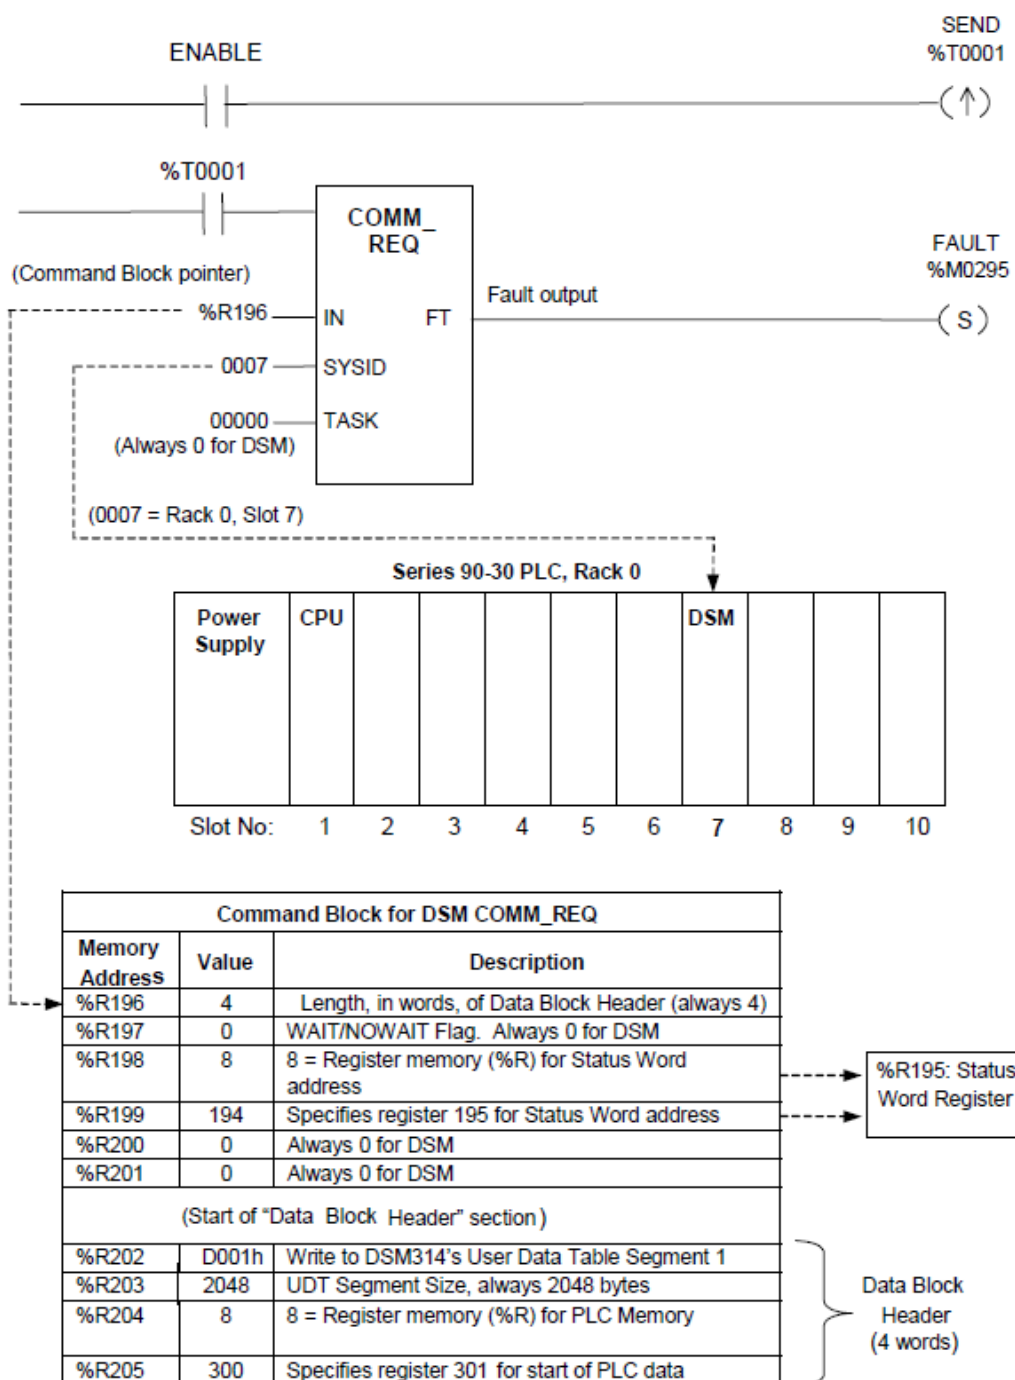 SEND
ENABLE %T0001
%T0001
COMM_
REQ
FAULT
%M0295
(Command Block pointer)
Fault output
%R196 IN FT
0007 SYSID
00000 TASK
(Always 0 for DSM)
(0007 = Rack 0, Slot 7)
Series 90-30 PLC, Rack 0
Power Supply CPU DSM
Slot No: 1 2 3 4 5 6 7 8 9 10
Command Block for DSM COMM_REQ
Memory Address Value Description
%R196 4 Length, in words, of Data Block Header (always 4)
%R197 0 WAIT/NOWAIT Flag. Always 0 for DSM
%R198 8 8 = Register memory (%R) for Status Word address
%R195: Status
Word Register
%R199 194 Specifies register 195 for Status Word address
%R200 0 Always 0 for DSM
%R201 0 Always 0 for DSM
(Start of "Data Block Header" section)
%R202 D001h Write to DSM314's User Data Table Segment 1
%R203 2048 UDT Segment Size, always 2048 bytes
%R204 8 8 = Register memory (%R) for PLC Memory
%R205 300 Specifies register 301 for start of PLC data
Data Block
Header
(4 words)
(S)